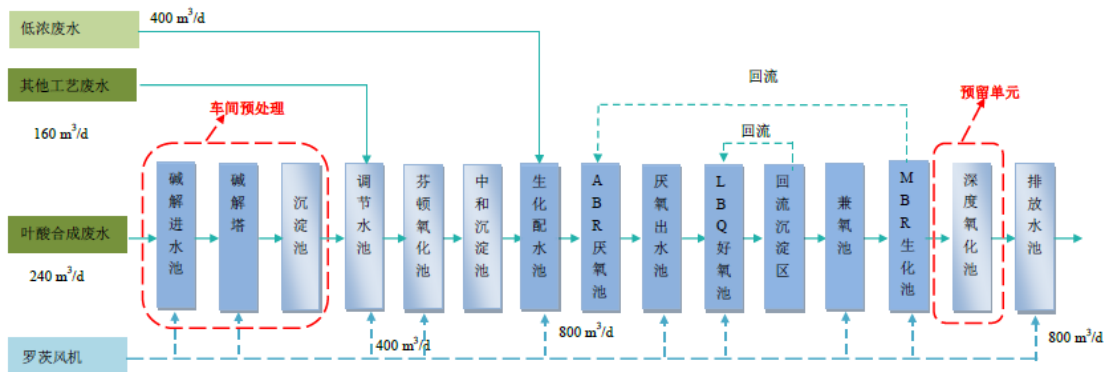 低浓废水
400 m³/d
其他工艺废水
160 m³/d
车间预处理
回流
回流
预留单元
叶酸合成废水
240 m³/d
碱解进水池
碱解塔
沉淀池
调节水池
芬顿氧化池
中和沉淀池
生化配水池
ABR厌氧池
厌氧出水池
LBQ好氧池
回流沉淀区
兼氧池
MBR生化池
深度氧化池
排放水池
罗茨风机
400 m³/d
800 m³/d
800 m³/d